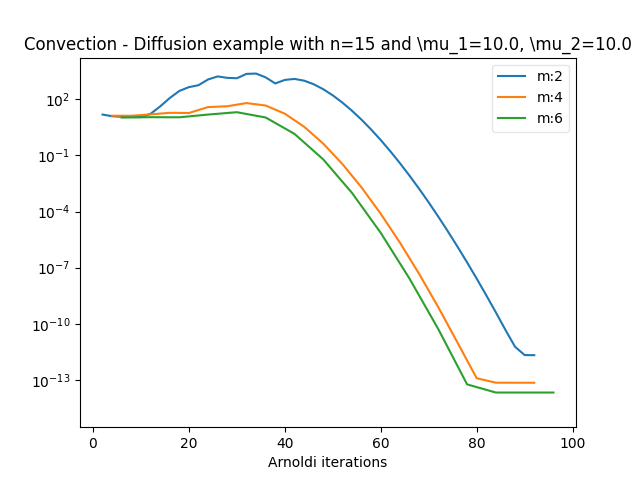 Convection - Diffusion example with n=15 and \mu_1=10.0, \mu_2=10.0
m:2
m:4
m:6
10^2
10^{-1}
10^{-4}
10^{-7}
10^{-10}
10^{-13}
0 20 40 60 80 100
Arnoldi iterations